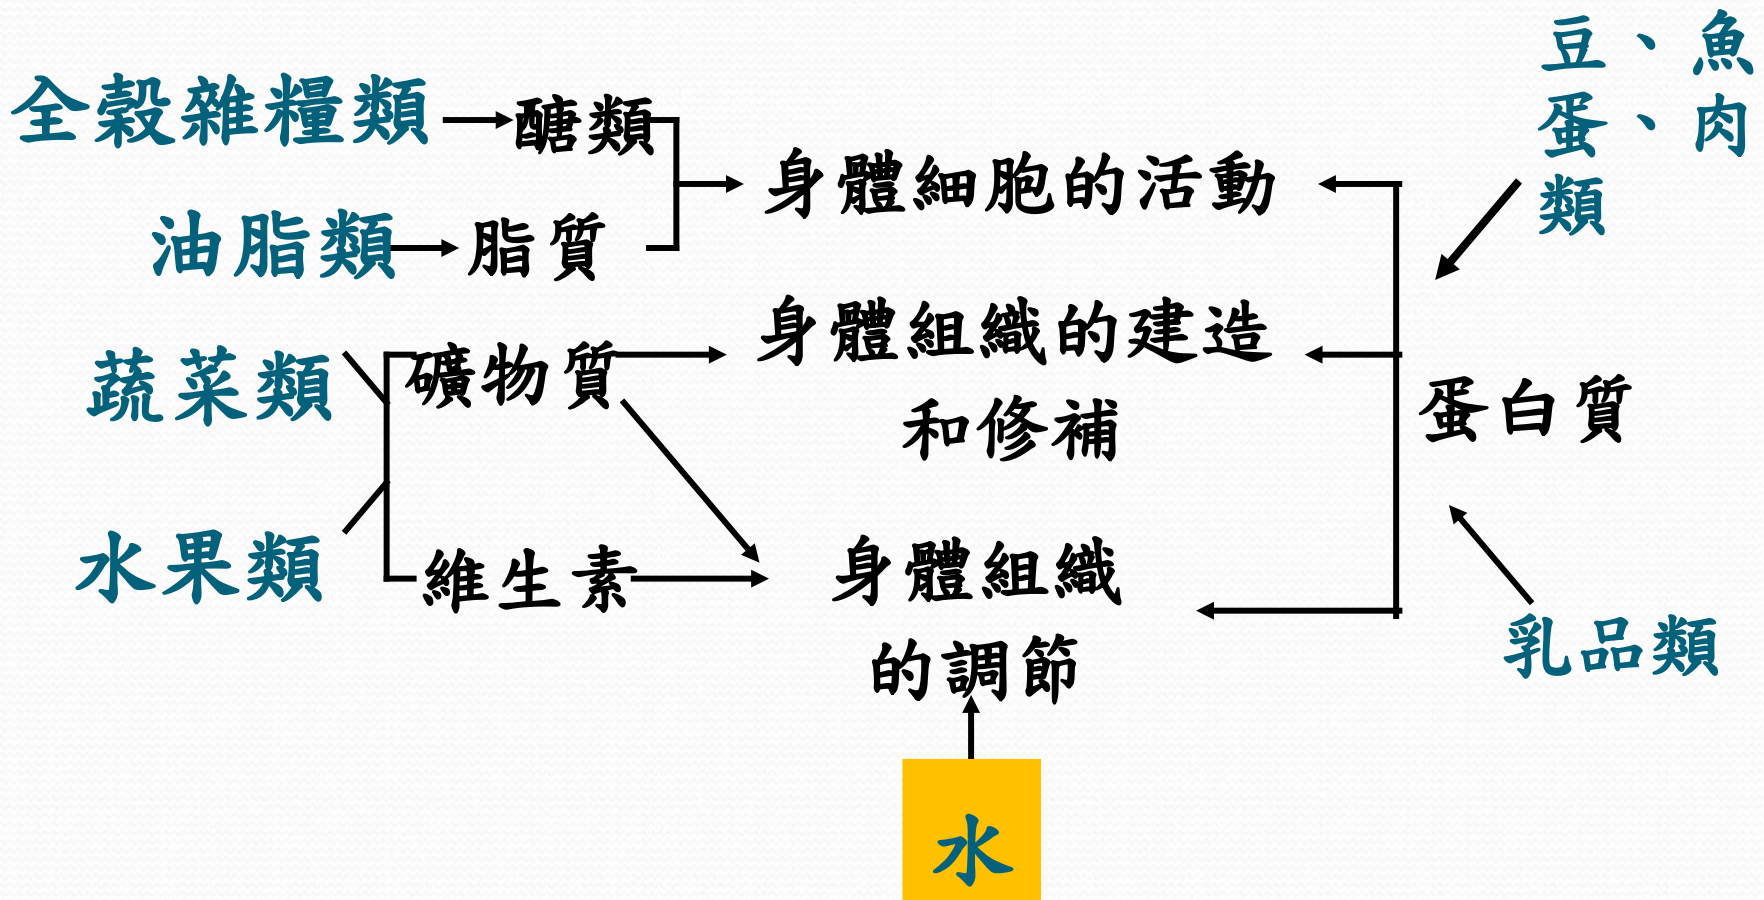 全穀雜糧類
醣類
油脂類
脂質
蔬菜類
水果類
礦物質
維生素
身體細胞的活動
身體組織的建造
和修補
身體組織
的調節
水
豆、魚
蛋、肉
類
蛋白質
乳品類